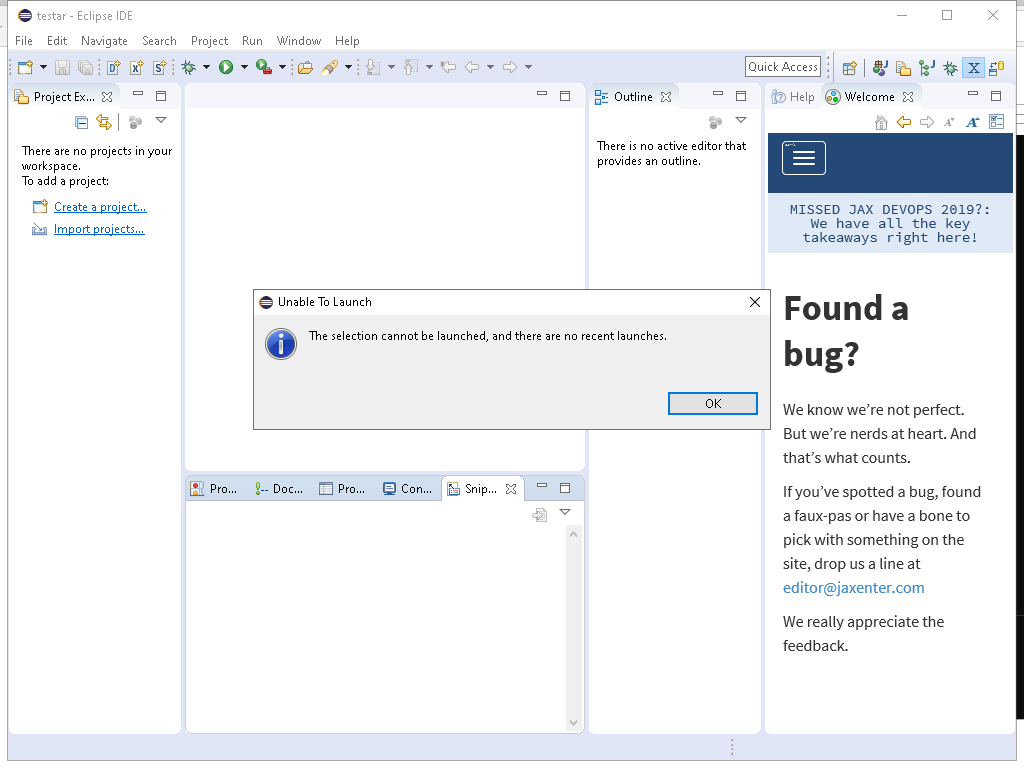 testar - Eclipse IDE
File Edit Navigate Search Project Run Window Help
Quick Access
Project Ex...
There are no projects in your
workspace.
To add a project:
Create a project...
Import projects...
Outline
There is no active editor that
provides an outline.
Help
Welcome
MISSED JAX DEVOPS 2019?:
We have all the key
takeaways right here!
Found a
bug?
We know we’re not perfect.
But we’re nerds at heart. And
that’s what counts.
If you’ve spotted a bug, found
a faux-pas or have a bone to
pick with something on the
site, drop us a line at
editor@jaxenter.com
We really appreciate the
feedback.
Unable To Launch
The selection cannot be launched, and there are no recent launches.
OK
Pro... Doc... Pro... Con... Snip...